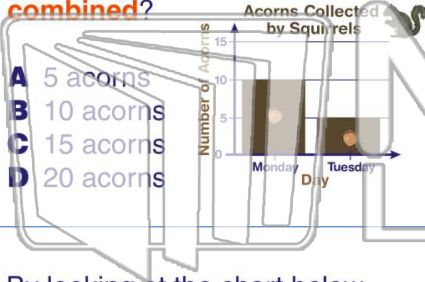 combined?
A 5 acorns
B 10 acorns
C 15 acorns
D 20 acorns
Acorns Collected
by Squirrels
Number of Acorns
15
10
5
0
Monday Tuesday
Day
By looking at the chart below